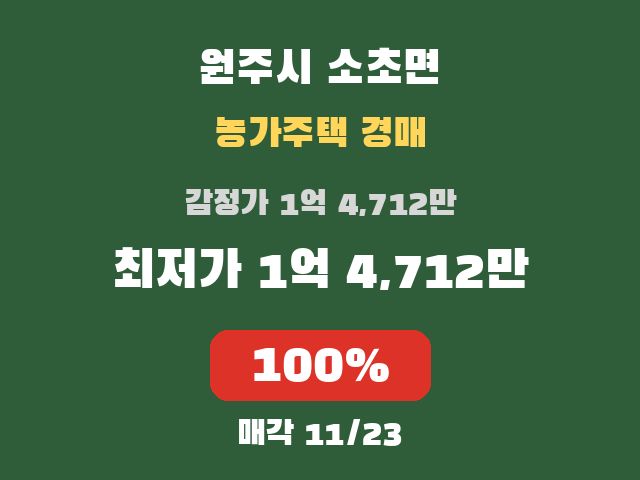 원주시 소초면
농가주택 경매
감정가 1억 4,712만
최저가 1억 4,712만
100%
매각 11/23